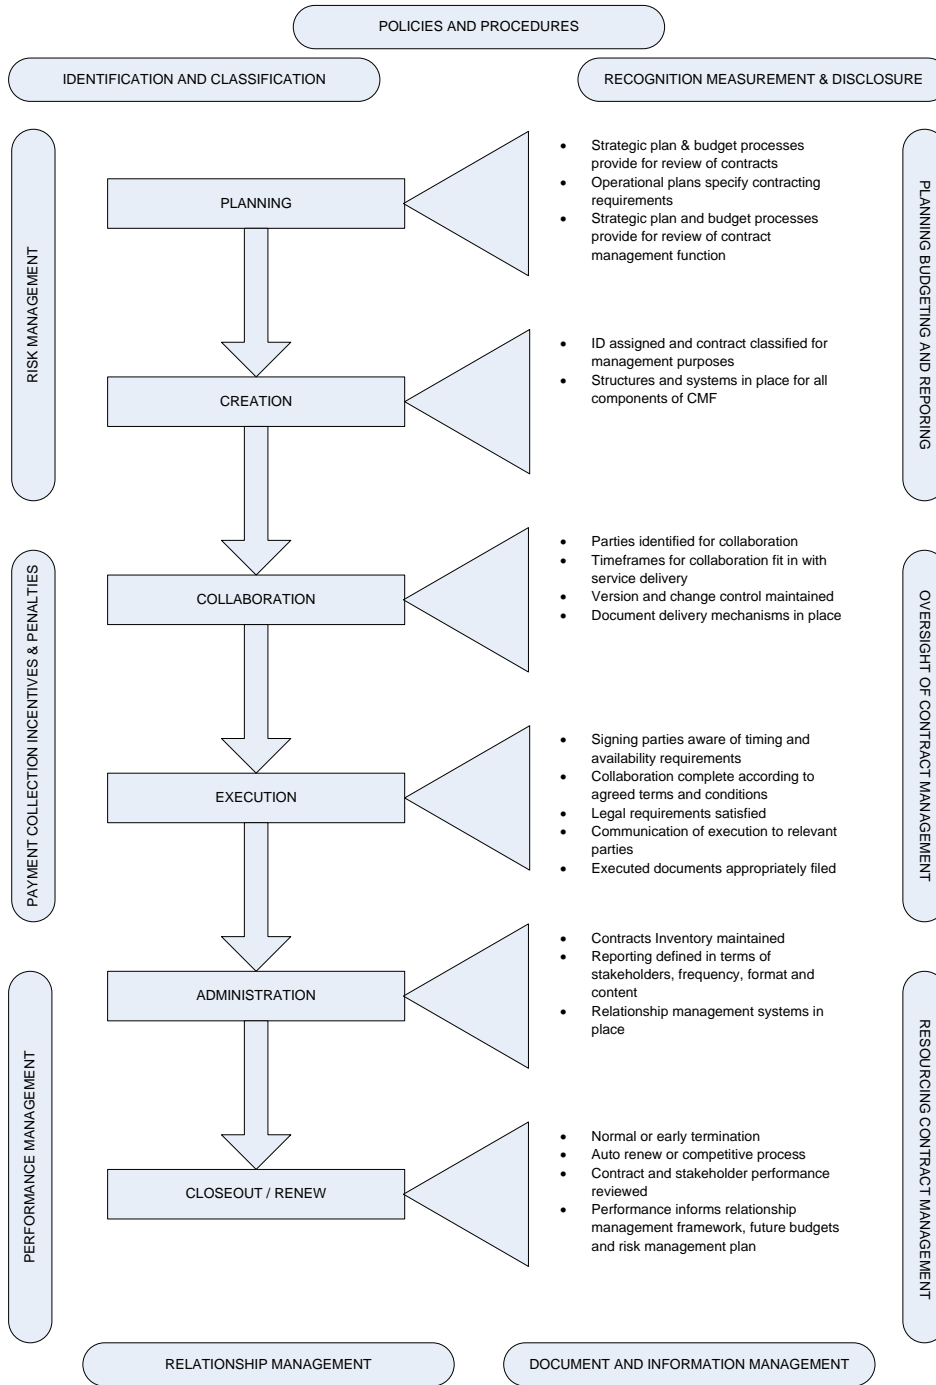 POLICIES AND PROCEDURES
IDENTIFICATION AND CLASSIFICATION
RECOGNITION MEASUREMENT & DISCLOSURE
RISK MANAGEMENT
PLANNING
• Strategic plan & budget processes
provide for review of contracts
• Operational plans specify contracting
requirements
• Strategic plan and budget processes
provide for review of contract
management function
PLANNING BUDGETING AND REPORTING
CREATION
• ID assigned and contract classified for
management purposes
• Structures and systems in place for all
components of CMF
PAYMENT COLLECTION INCENTIVES & PENALTIES
COLLABORATION
• Parties identified for collaboration
• Timeframes for collaboration fit in with
service delivery
• Version and change control maintained
• Document delivery mechanisms in place
OVERSIGHT OF CONTRACT MANAGEMENT
EXECUTION
• Signing parties aware of timing and
availability requirements
• Collaboration complete according to
agreed terms and conditions
• Legal requirements satisfied
• Communication of execution to relevant
parties
• Executed documents appropriately filed
PERFORMANCE MANAGEMENT
ADMINISTRATION
• Contracts Inventory maintained
• Reporting defined in terms of
stakeholders, frequency, format and
content
• Relationship management systems in
place
RESOURCING CONTRACT MANAGEMENT
CLOSEOUT / RENEW
• Normal or early termination
• Auto renew or competitive process
• Contract and stakeholder performance
reviewed
• Performance informs relationship
management framework, future budgets
and risk management plan
RELATIONSHIP MANAGEMENT
DOCUMENT AND INFORMATION MANAGEMENT